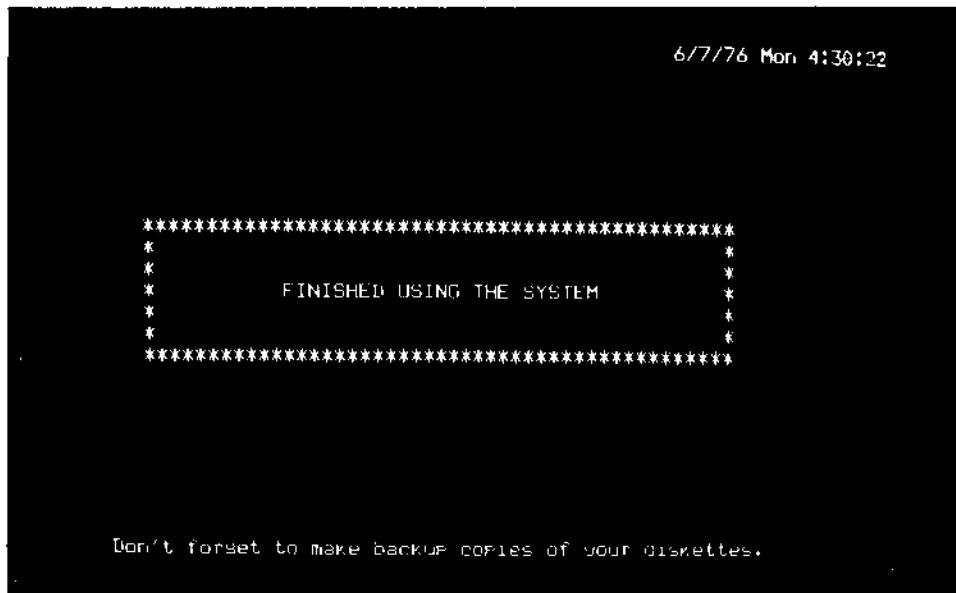 6/7/76 Mon 4:30:22
***********************************************
* *
* *
* FINISHED USING THE SYSTEM *
* *
* *
***********************************************
Don't forget to make backup copies of your diskettes.